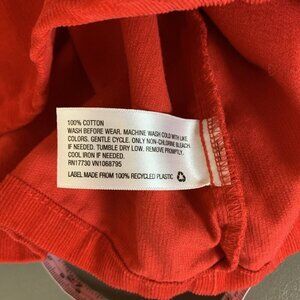 100% COTTON
WASH BEFORE WEAR. MACHINE WASH COLD WITH LIKE
COLORS. GENTLE CYCLE. ONLY NON-CHLORINE BLEACH
IF NEEDED. TUMBLE DRY LOW. REMOVE PROMPTLY.
COOL IRON IF NEEDED.
RN17730 VN1068795
LABEL MADE FROM 100% RECYCLED PLASTIC